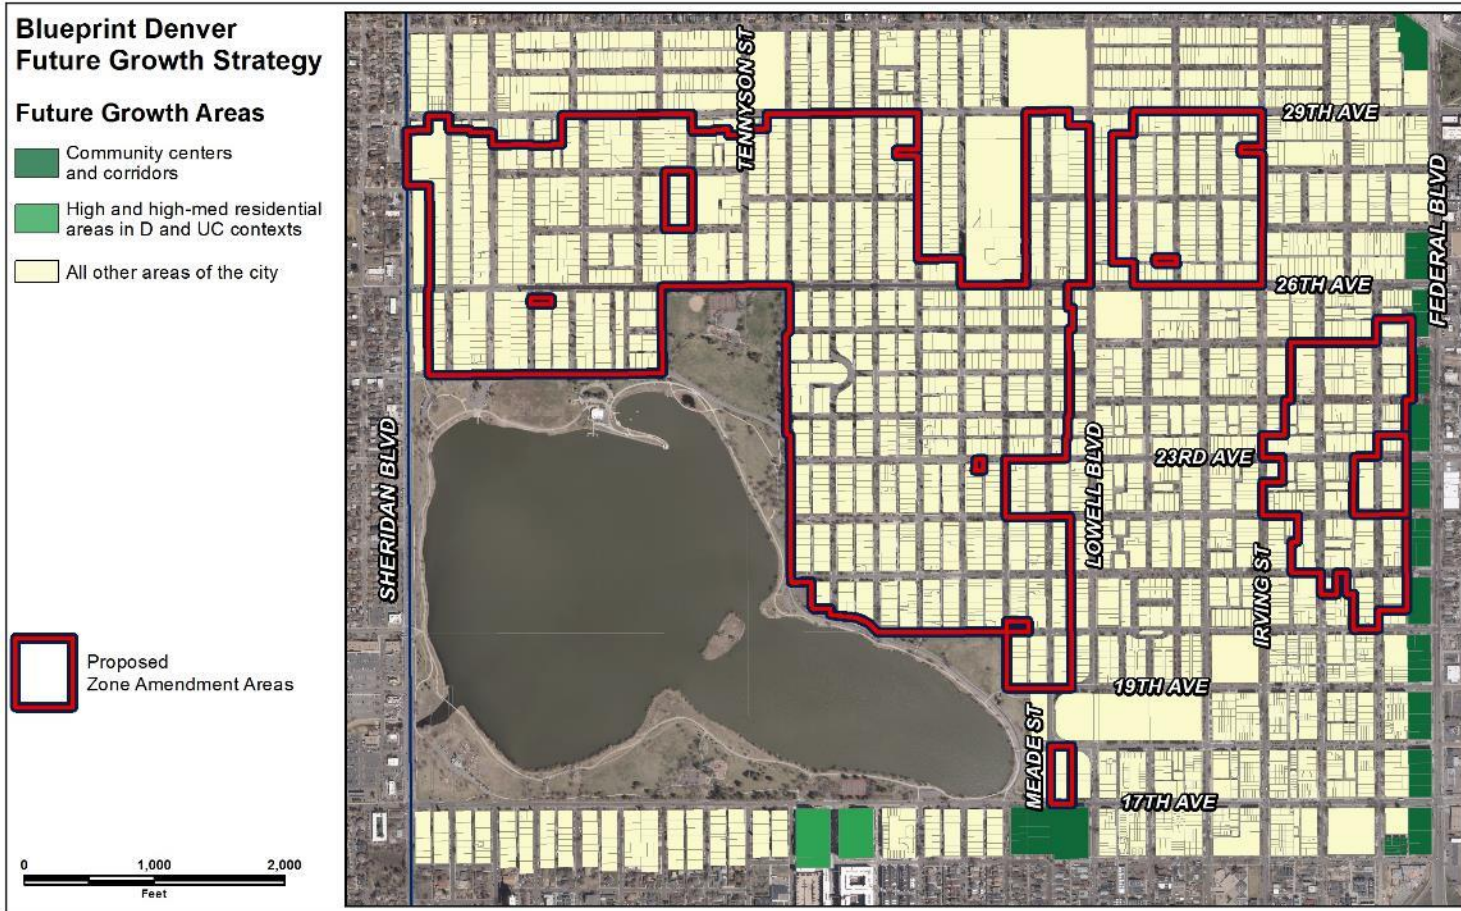 Blueprint Denver
Future Growth Strategy
Future Growth Areas
Community centers
and corridors
High and high-med residential
areas in D and UC contexts
All other areas of the city
Proposed
Zone Amendment Areas
0 1,000 2,000
Feet
TENNYSON ST
29TH AVE
FEDERAL BLVD
26TH AVE
SHERIDAN BLVD
LOWELL BLVD
23RD AVE
IRVING ST
19TH AVE
MEADE ST
17TH AVE